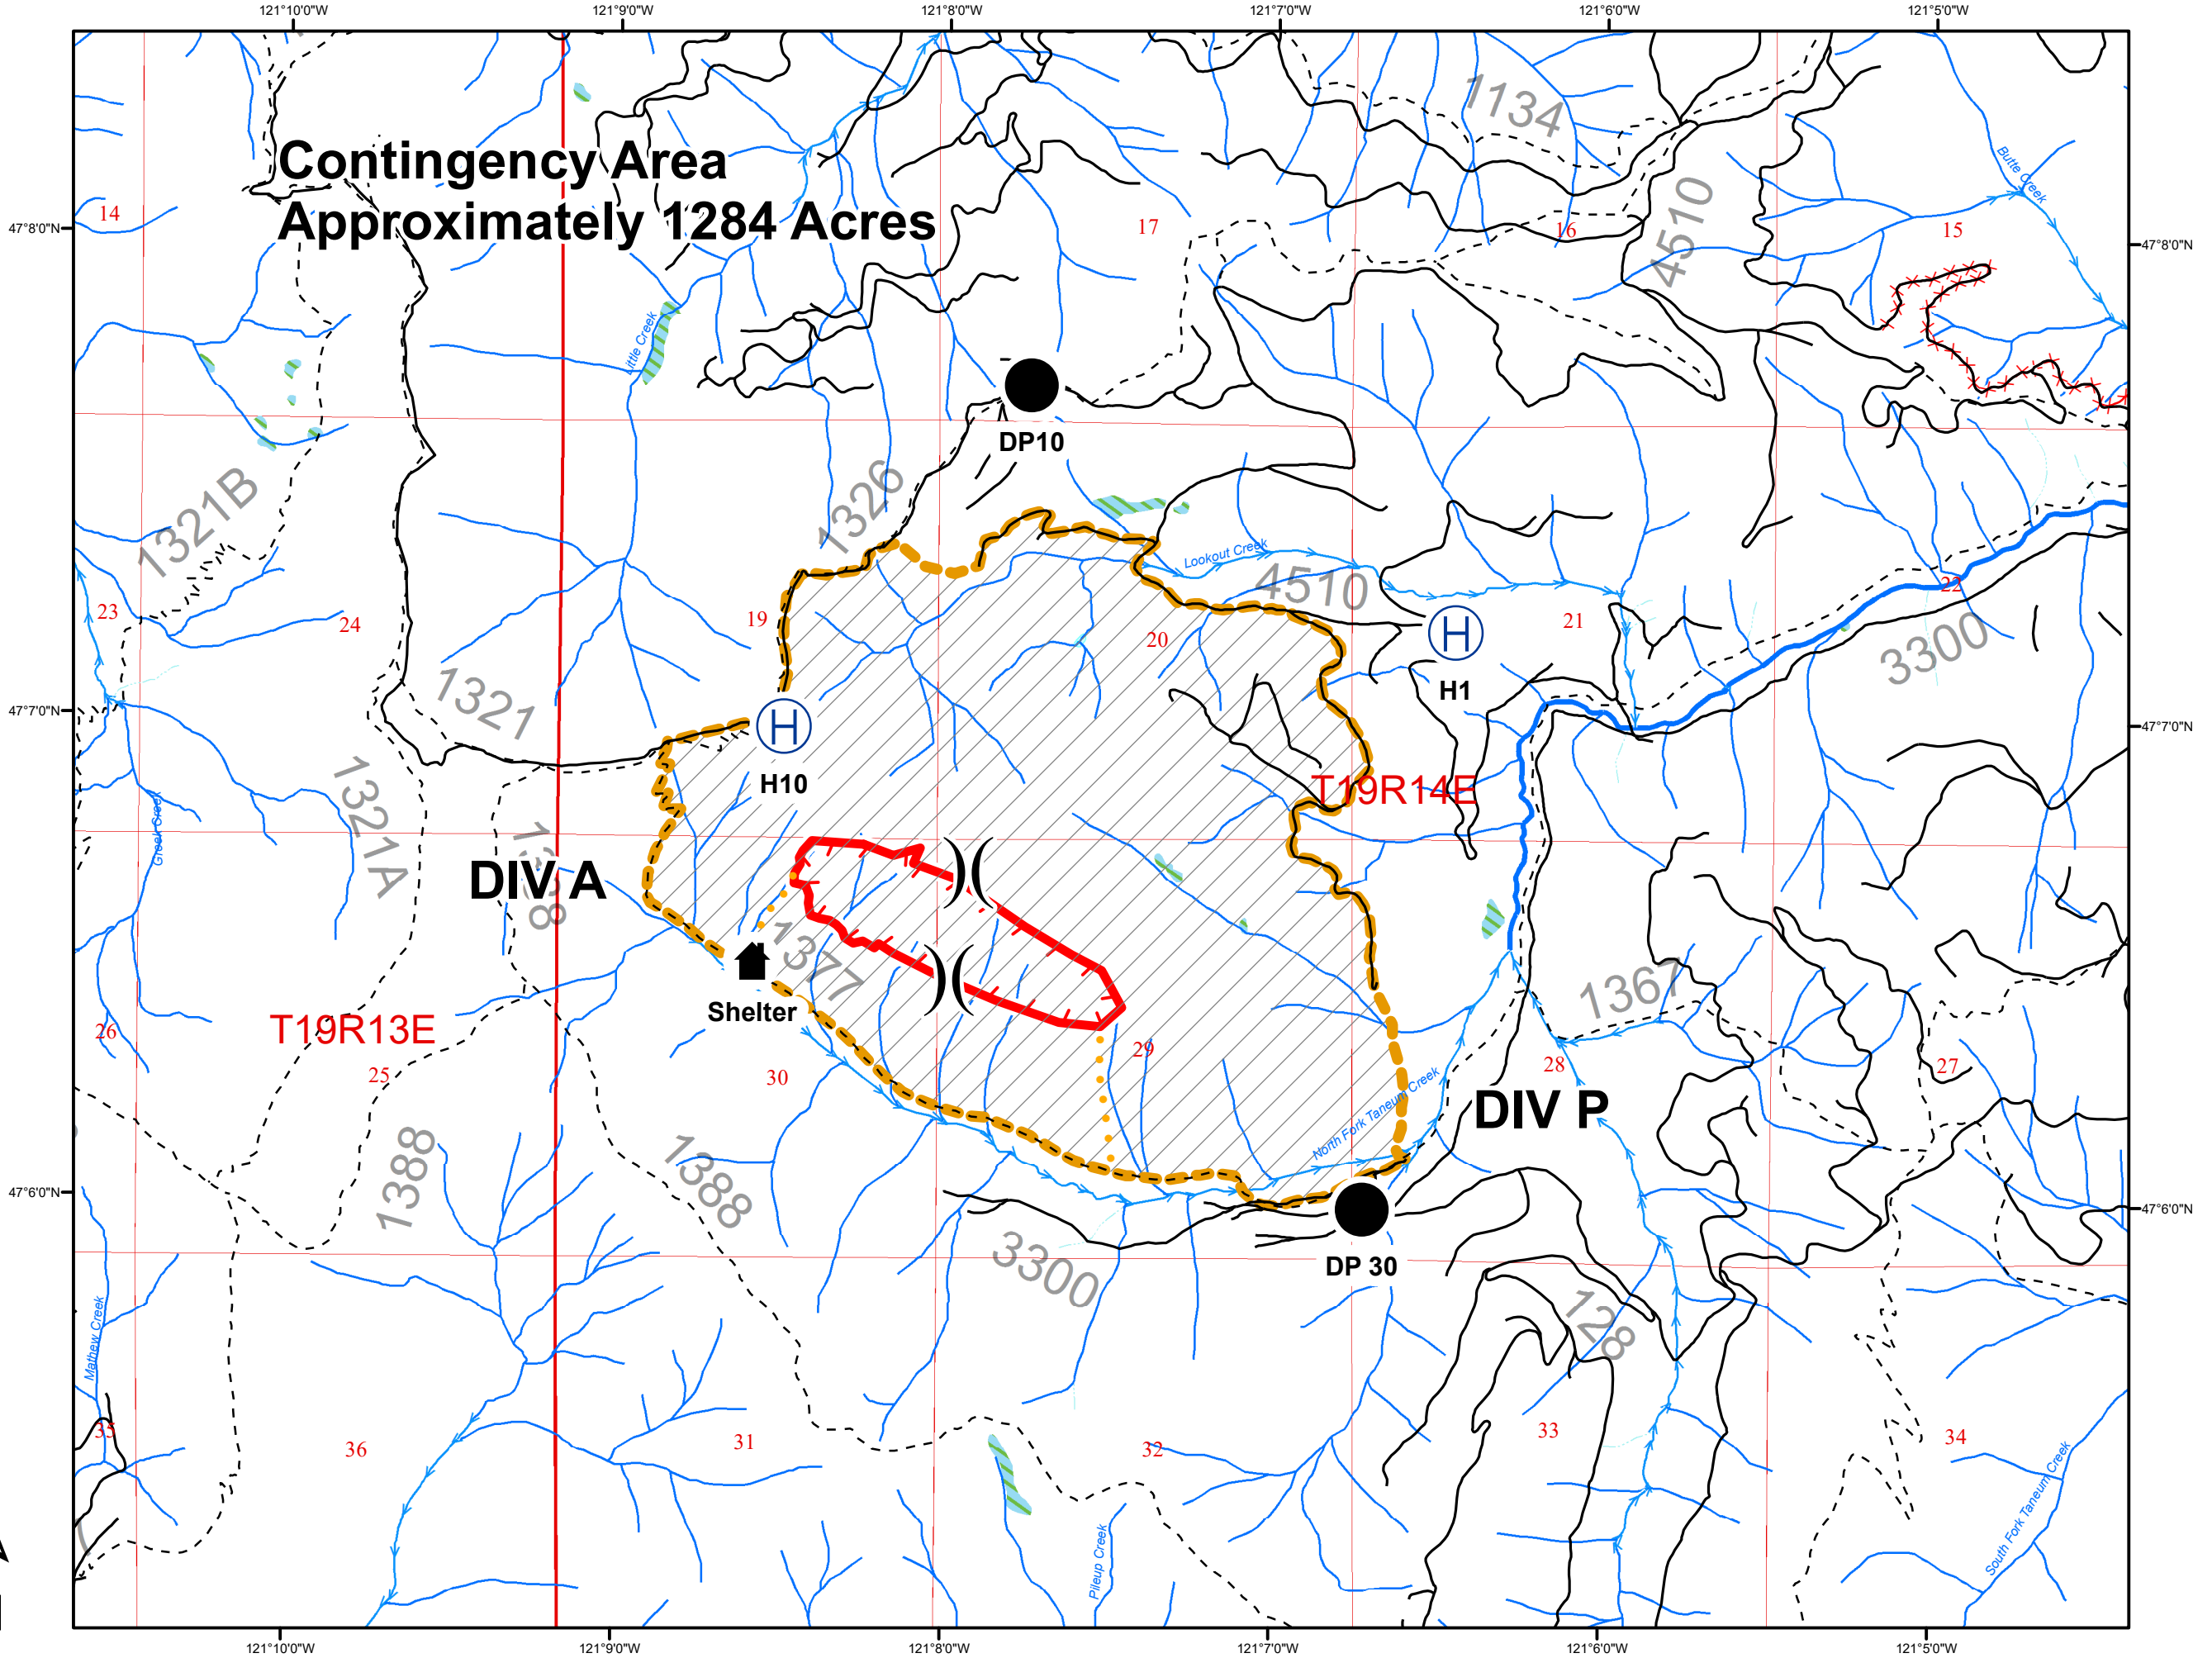 121°10'0"W
121°9'0"W
121°8'0"W
121°7'0"W
121°6'0"W
121°5'0"W
1134
Contingency Area
Approximately 1284 Acres
Butte Creek
14
17
16
15
4510
47°8'0"N
47°8'0"N
Little Creek
DP10
1321B
1326
Lookout Creek
4510
22
23
24
19
20
21
3300
H
H1
1321
47°7'0"N
47°7'0"N
H
H10
T19R14E
1321A
Greek Creek
1388
DIV A
)(
1377
)(
Shelter
1367
T19R13E
26
25
30
29
28
27
North Fork Taneum Creek
DIV P
1388
1388
47°6'0"N
47°6'0"N
3300
DP 30
128
Mathew Creek
35
36
31
32
33
34
South Fork Taneum Creek
Pileup Creek
121°10'0"W
121°9'0"W
121°8'0"W
121°7'0"W
121°6'0"W
121°5'0"W